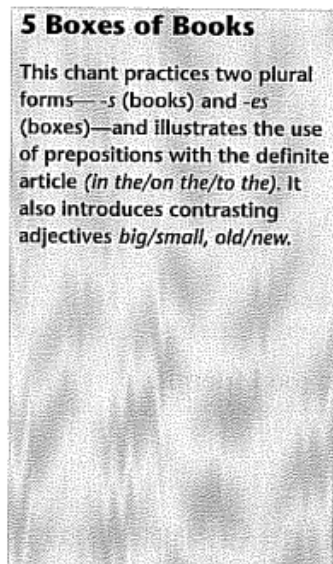 5 Boxes of Books
This chant practices two plural
forms— -s (books) and -es
(boxes)—and illustrates the use
of prepositions with the definite
article (in the/on the/to the). It
also introduces contrasting
adjectives big/small, old/new.